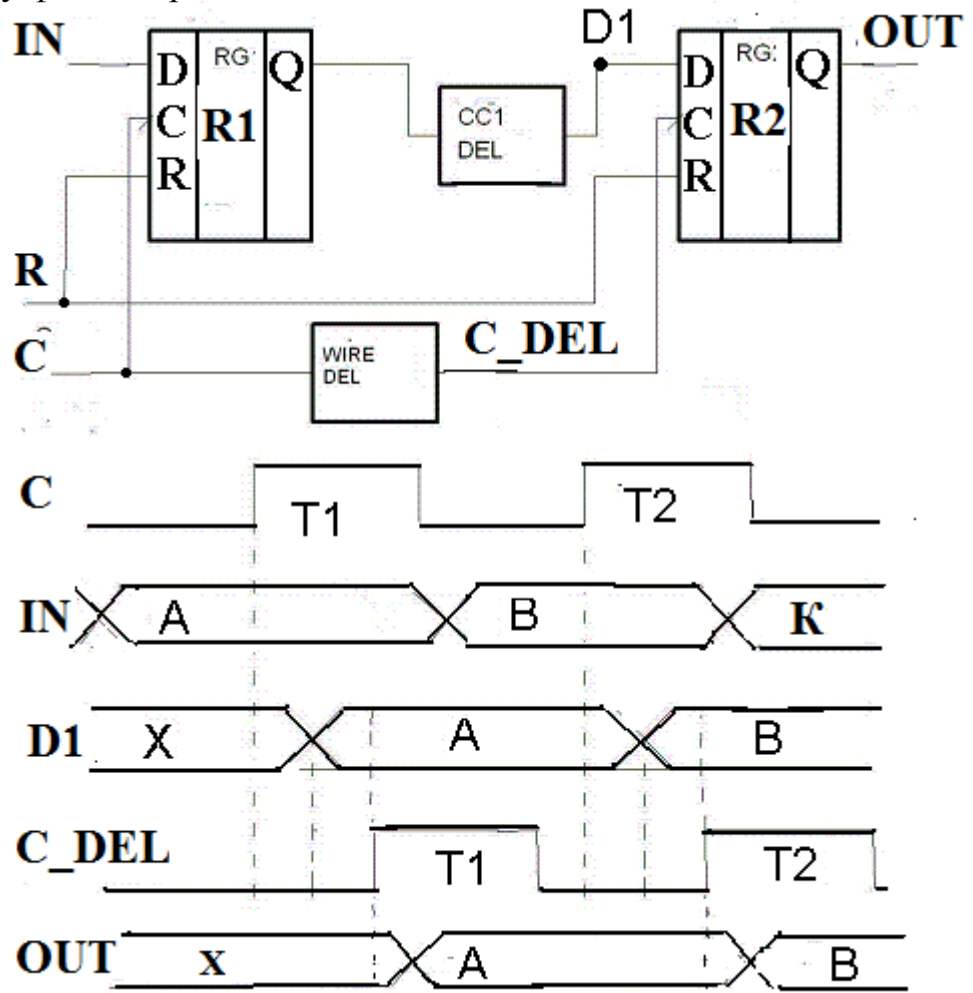 IN
D1
OUT
D RG Q
C R1
R
CC1
DEL
D RG: Q
C R2
R
R
C
WIRE
DEL
C_DEL
C T1 T2
IN A B К
D1 X A B
C_DEL T1 T2
OUT X A B